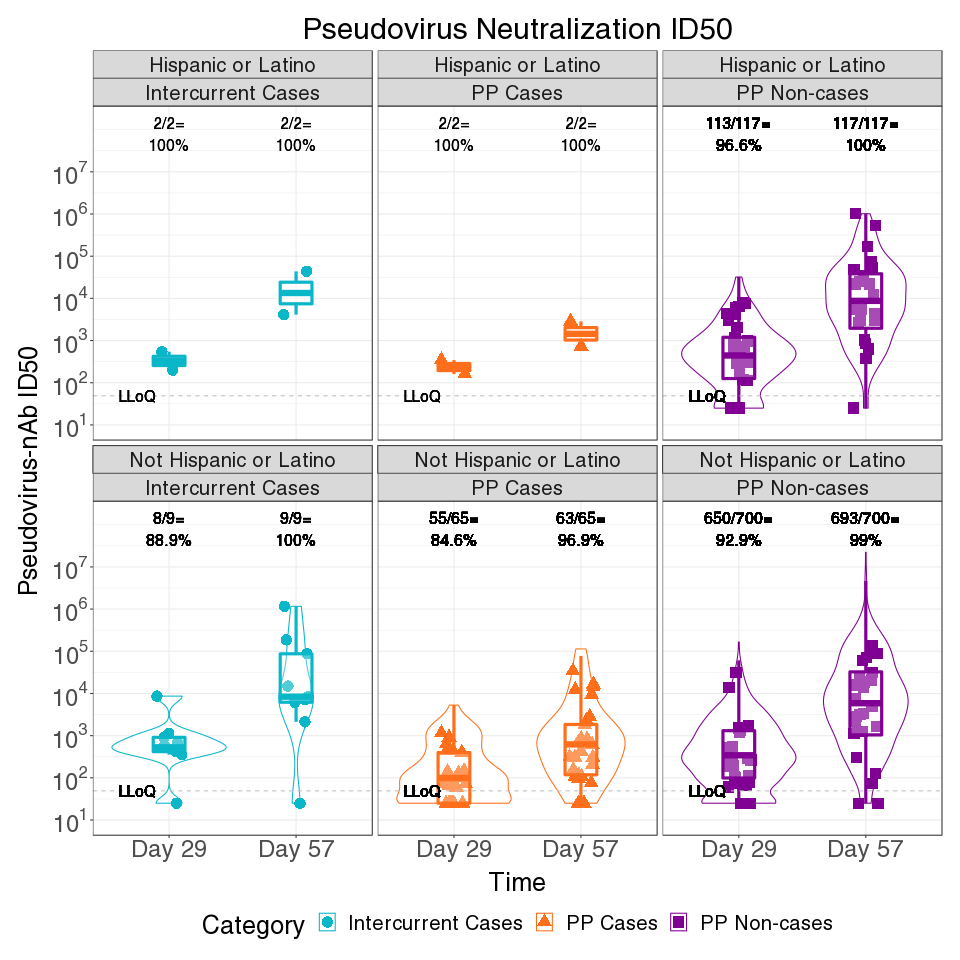 Pseudovirus Neutralization ID50
Hispanic or Latino
Intercurrent Cases
Hispanic or Latino
PP Cases
Hispanic or Latino
PP Non-cases
2/2=
100%
2/2=
100%
2/2=
100%
2/2=
100%
113/117=
96.6%
117/117=
100%
10^7
10^6
10^5
10^4
10^3
10^2
10^1
LLoQ
LLoQ
LLoQ
Not Hispanic or Latino
Intercurrent Cases
Not Hispanic or Latino
PP Cases
Not Hispanic or Latino
PP Non-cases
8/9=
88.9%
9/9=
100%
55/65=
84.6%
63/65=
96.9%
650/700=
92.9%
693/700=
99%
10^7
10^6
10^5
10^4
10^3
10^2
10^1
LLoQ
LLoQ
LLoQ
Pseudovirus-nAb ID50
Day 29 Day 57
Day 29 Day 57
Day 29 Day 57
Time
Category Intercurrent Cases PP Cases PP Non-cases